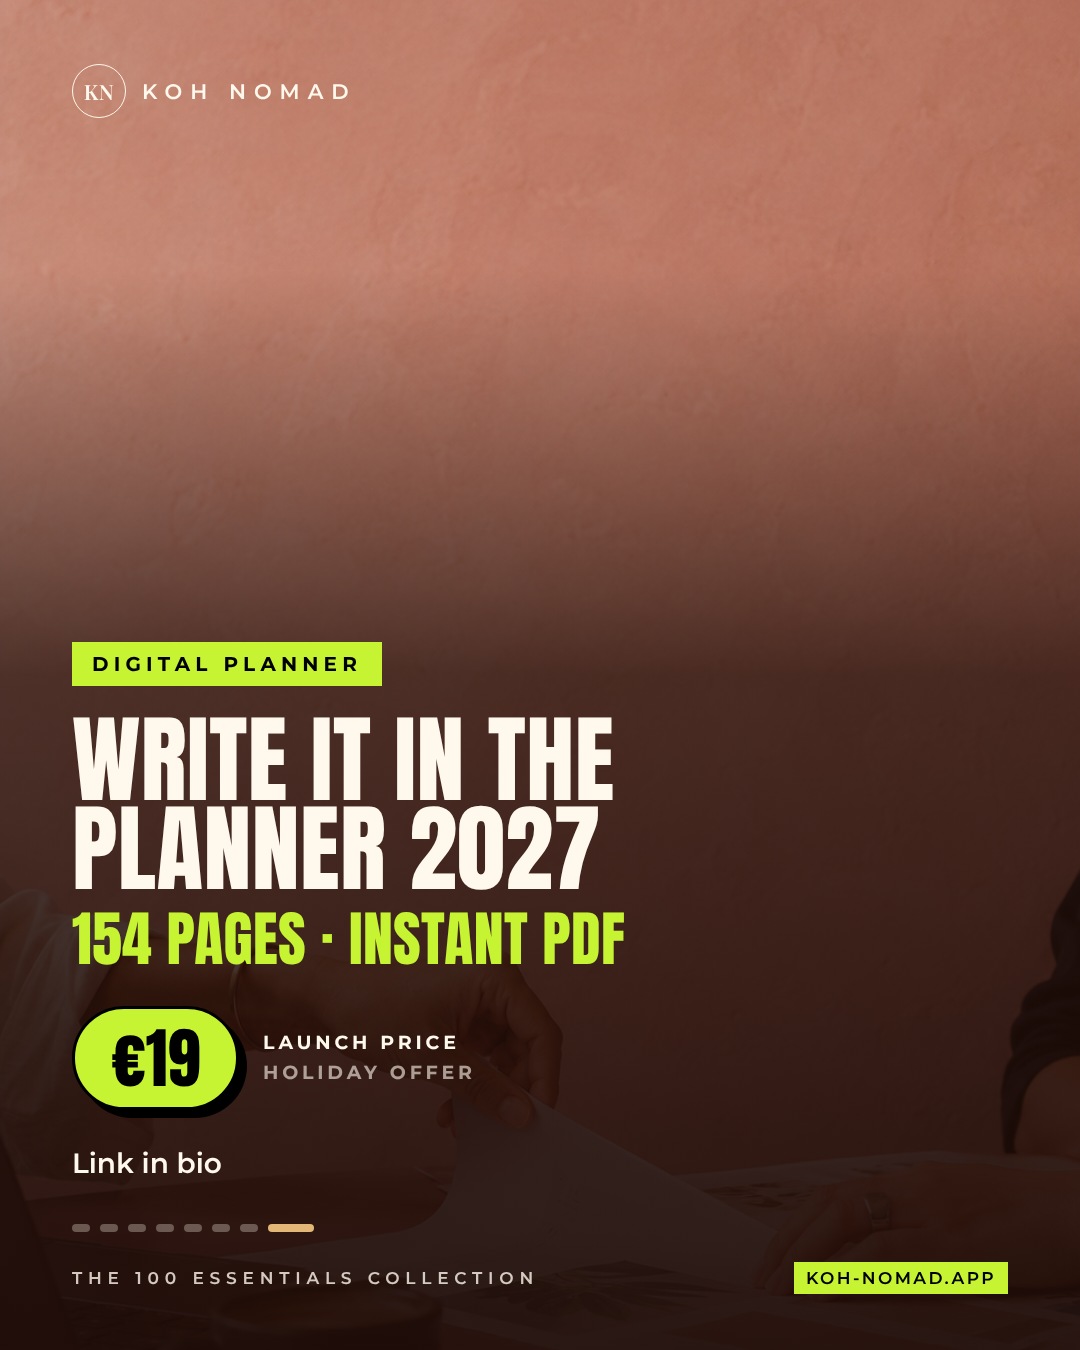 KN KOH NOMAD
DIGITAL PLANNER
WRITE IT IN THE
PLANNER 2027
154 PAGES · INSTANT PDF
€19
LAUNCH PRICE
HOLIDAY OFFER
Link in bio
THE 100 ESSENTIALS COLLECTION
KOH-NOMAD.APP